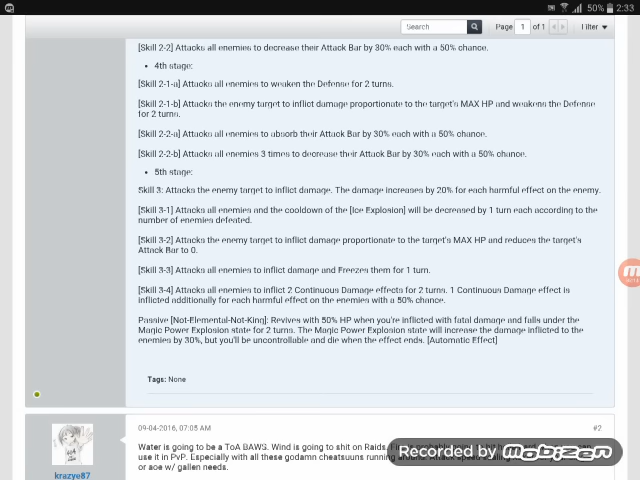 50% 2:33
Search Page 1 of 1 Filter
[Skill 2-2] Attacks all enemies to decrease their Attack Bar by 30% each with a 50% chance.
• 4th stage:
[Skill 2-1-a] Attacks all enemies to weaken the Defense for 2 turns.
[Skill 2-1-b] Attacks the enemy target to inflict damage proportionate to the target's MAX HP and weakens the Defense
for 2 turns.
[Skill 2-2-a] Attacks all enemies to absorb their Attack Bar by 30% each with a 50% chance.
[Skill 2-2-b] Attacks all enemies 3 times to decrease their Attack Bar by 30% each with a 50% chance.
• 5th stage:
Skill 3: Attacks the enemy target to inflict damage. The damage increases by 20% for each harmful effect on the enemy.
[Skill 3-1] Attacks all enemies and the cooldown of the [Ice Explosion] will be decreased by 1 turn each according to the
number of enemies defeated.
[Skill 3-2] Attacks the enemy target to inflict damage proportionate to the target's MAX HP and reduces the target's
Attack Bar to 0.
[Skill 3-3] Attacks all enemies to inflict damage and Freezes them for 1 turn.
[Skill 3-4] Attacks all enemies to inflict 2 Continuous Damage effects for 2 turns. 1 Continuous Damage effect is
inflicted additionally for each harmful effect on the enemies with a 50% chance.
Passive [Not-Elemental-Not-King]: Revives with 50% HP when you're inflicted with fatal damage and falls under the
Magic Power Explosion state for 2 turns. The Magic Power Explosion state will increase the damage inflicted to the
enemies by 30%, but you'll be uncontrollable and die when the effect ends. [Automatic Effect]
Tags: None
09-04-2016, 07:05 AM #2
krazye87
Water is going to be a ToA BAWS. Wind is going to shit on Raids.
use it in PvP. Especially with all these godamn cheatsuuns running
or aoe w/ gallen needs.
Recorded by mobizen